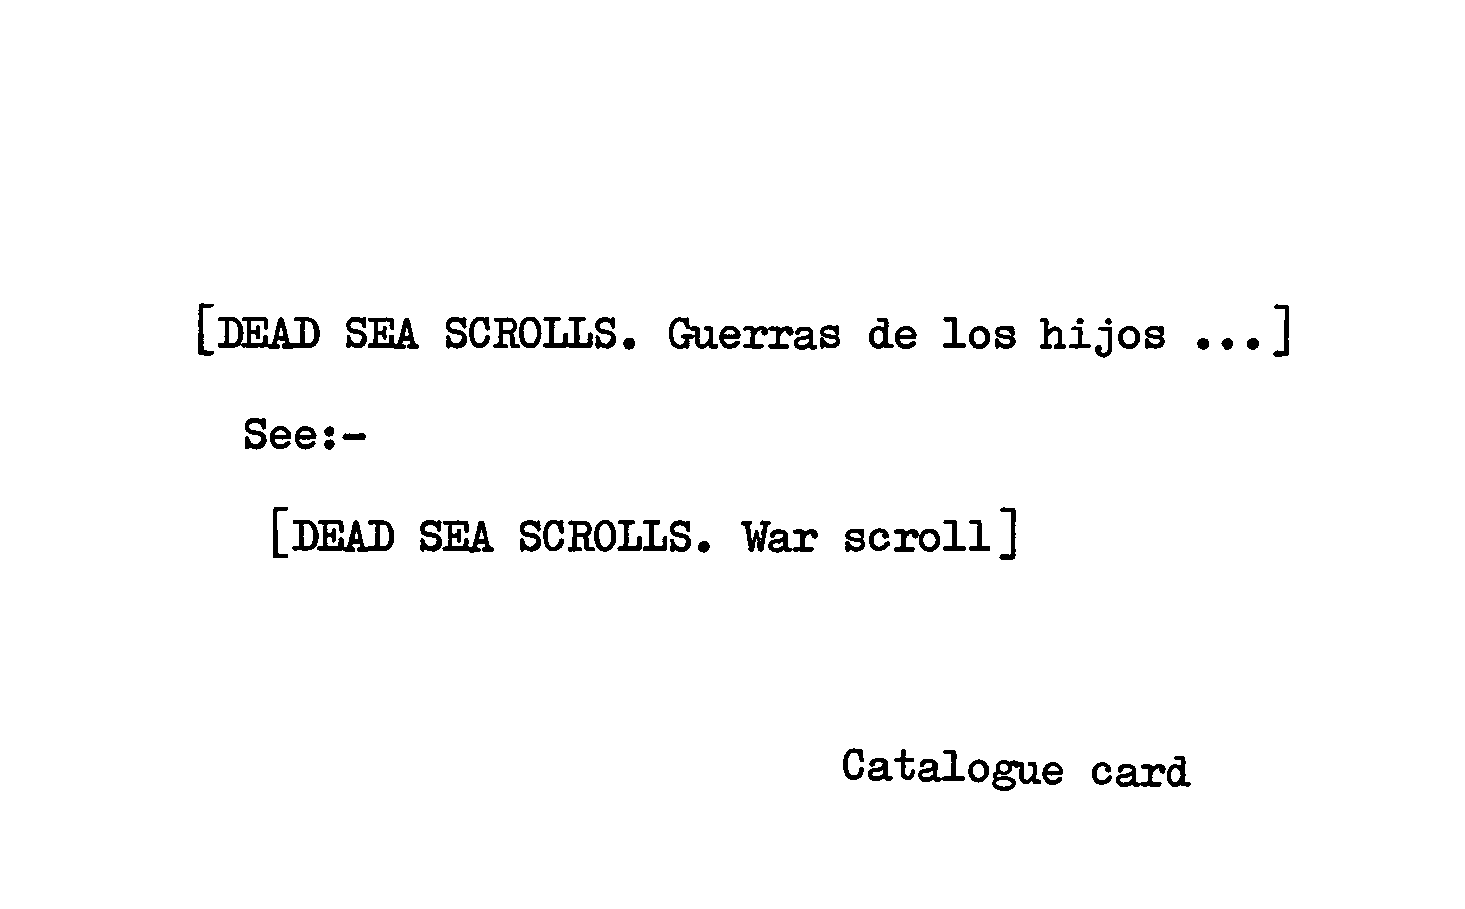 [DEAD SEA SCROLLS. Guerras de los hijos ...]
See:-
[DEAD SEA SCROLLS. War scroll]
Catalogue card